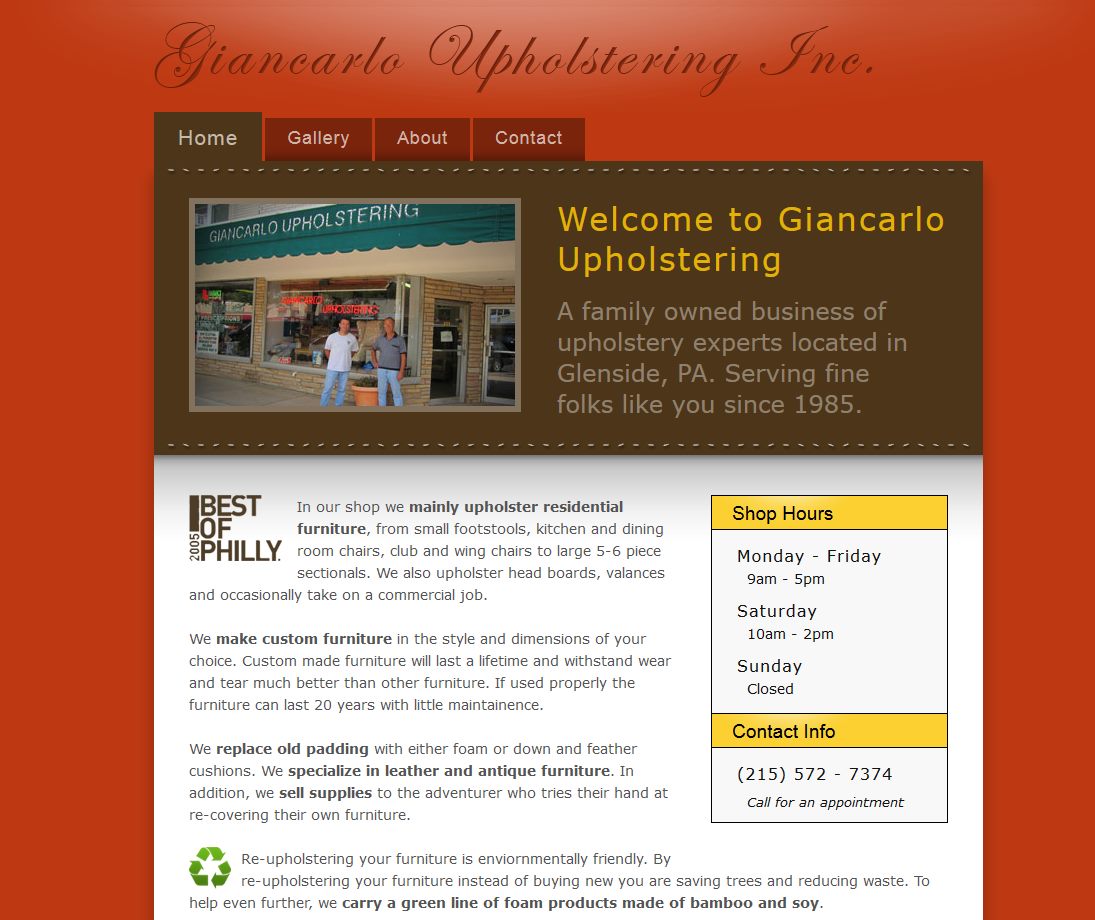 Giancarlo Upholstering Inc.
Home Gallery About Contact
GIANCARLO UPHOLSTERING
GIANCARLO
UPHOLSTERING
Welcome to Giancarlo
Upholstering
A family owned business of
upholstery experts located in
Glenside, PA. Serving fine
folks like you since 1985.
2005 BEST
OF
PHILLY.
In our shop we mainly upholster residential
furniture, from small footstools, kitchen and dining
room chairs, club and wing chairs to large 5-6 piece
sectionals. We also upholster head boards, valances
and occasionally take on a commercial job.
We make custom furniture in the style and dimensions of your
choice. Custom made furniture will last a lifetime and withstand wear
and tear much better than other furniture. If used properly the
furniture can last 20 years with little maintainence.
We replace old padding with either foam or down and feather
cushions. We specialize in leather and antique furniture. In
addition, we sell supplies to the adventurer who tries their hand at
re-covering their own furniture.
Re-upholstering your furniture is enviornmentally friendly. By
re-upholstering your furniture instead of buying new you are saving trees and reducing waste. To
help even further, we carry a green line of foam products made of bamboo and soy.
Shop Hours
Monday - Friday
9am - 5pm
Saturday
10am - 2pm
Sunday
Closed
Contact Info
(215) 572 - 7374
Call for an appointment